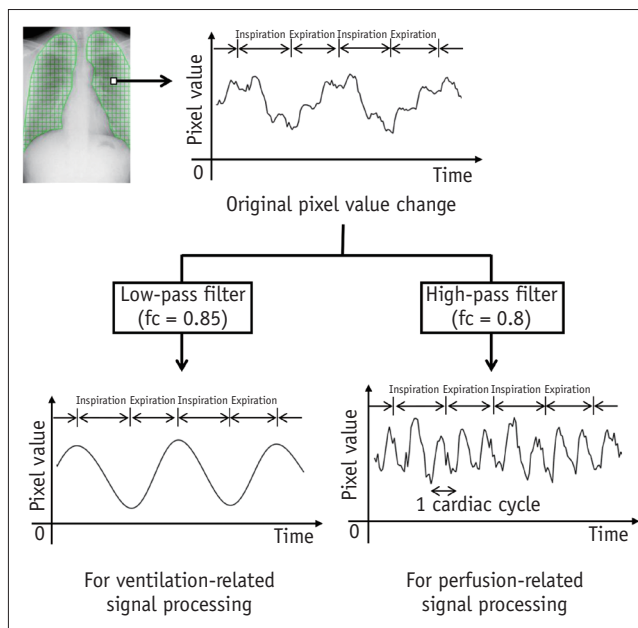 Inspiration Expiration Inspiration Expiration
Pixel value
0
Time
Original pixel value change
Low-pass filter
(fc = 0.85)
High-pass filter
(fc = 0.8)
Inspiration Expiration Inspiration Expiration
Pixel value
0
Time
For ventilation-related
signal processing
Inspiration Expiration Inspiration Expiration
Pixel value
1 cardiac cycle
0
Time
For perfusion-related
signal processing